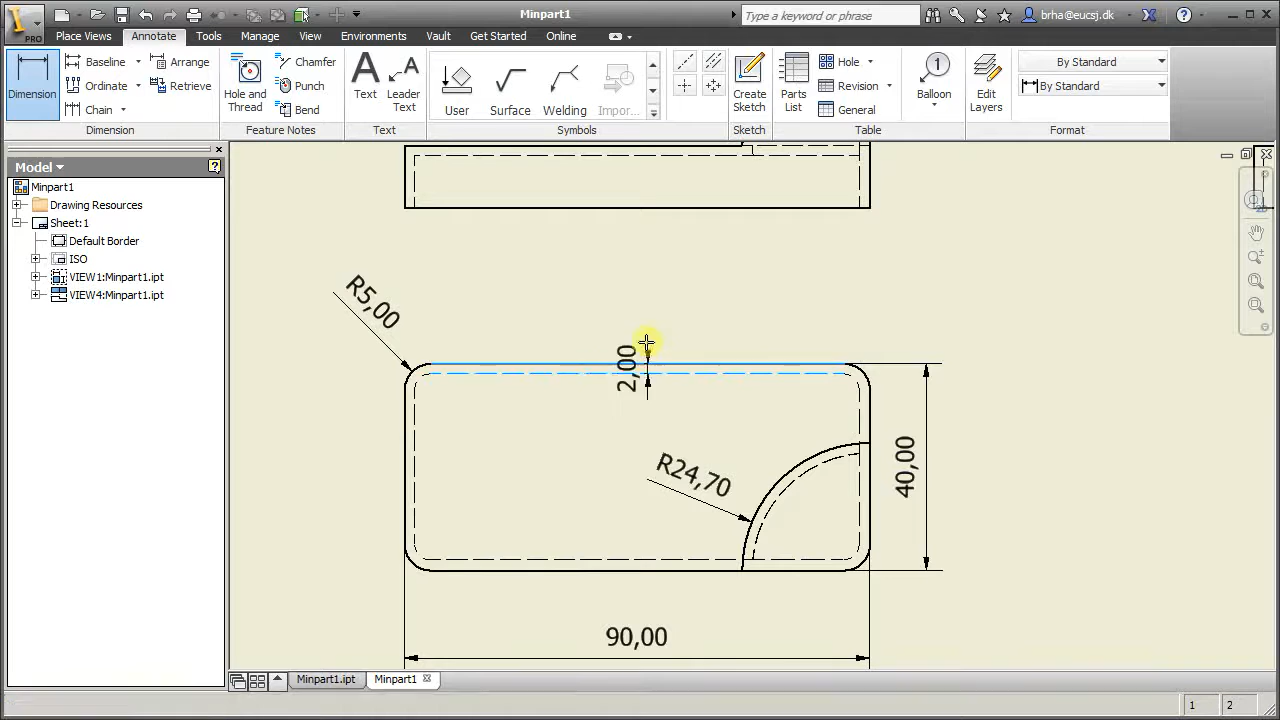 Minpart1
Type a keyword or phrase
brha@eucsj.dk
PRO
Place Views
Annotate
Tools
Manage
View
Environments
Vault
Get Started
Online
Dimension
Baseline
Arrange
Ordinate
Retrieve
Chain
Dimension
Hole and Thread
Chamfer
Punch
Bend
Feature Notes
Text
Leader Text
Text
User
Surface
Welding
Impor...
Symbols
Create Sketch
Sketch
Parts List
Hole
Revision
General
Table
1
Balloon
Edit Layers
By Standard
By Standard
Format
Model
Minpart1
Drawing Resources
Sheet:1
Default Border
ISO
VIEW1:Minpart1.ipt
VIEW4:Minpart1.ipt
R5,00
2,00
R24,70
40,00
90,00
Minpart1.ipt
Minpart1
1
2